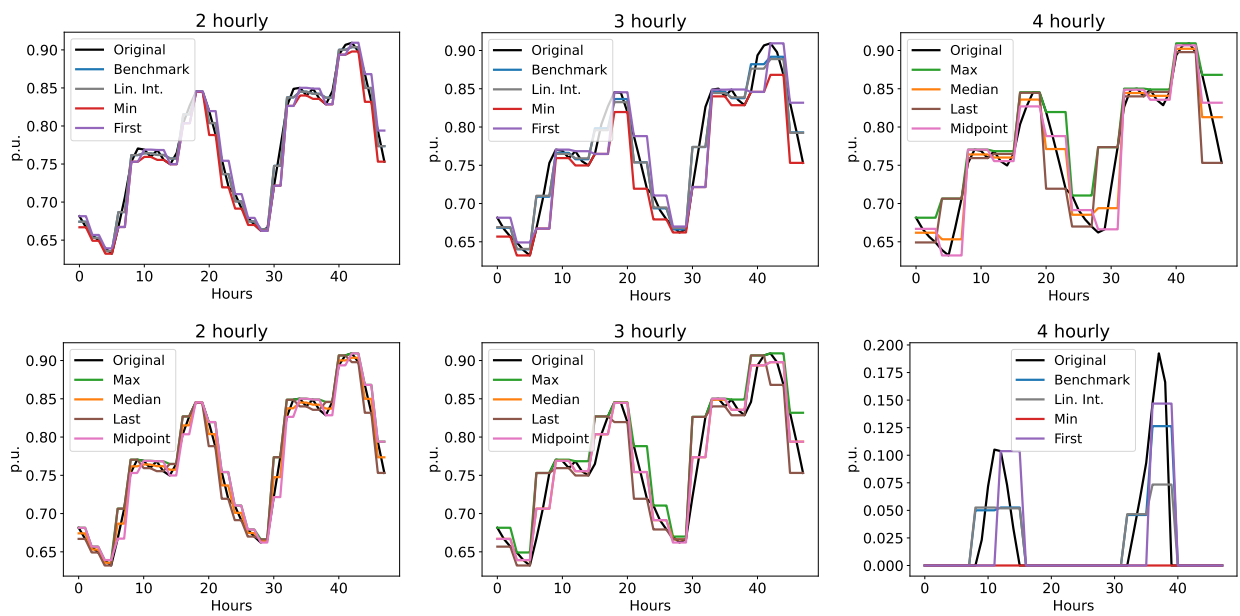 2 hourly
0.90
0.85
0.80
0.75
0.70
0.65
p.u.
Original
Benchmark
Lin. Int.
Min
First
0 10 20 30 40
Hours
3 hourly
0.90
0.85
0.80
0.75
0.70
0.65
p.u.
Original
Benchmark
Lin. Int.
Min
First
0 10 20 30 40
Hours
4 hourly
0.90
0.85
0.80
0.75
0.70
0.65
p.u.
Original
Max
Median
Last
Midpoint
0 10 20 30 40
Hours
2 hourly
0.90
0.85
0.80
0.75
0.70
0.65
p.u.
Original
Max
Median
Last
Midpoint
0 10 20 30 40
Hours
3 hourly
0.90
0.85
0.80
0.75
0.70
0.65
p.u.
Original
Max
Median
Last
Midpoint
0 10 20 30 40
Hours
4 hourly
0.200
0.175
0.150
0.125
0.100
0.075
0.050
0.025
0.000
p.u.
Original
Benchmark
Lin. Int.
Min
First
0 10 20 30 40
Hours